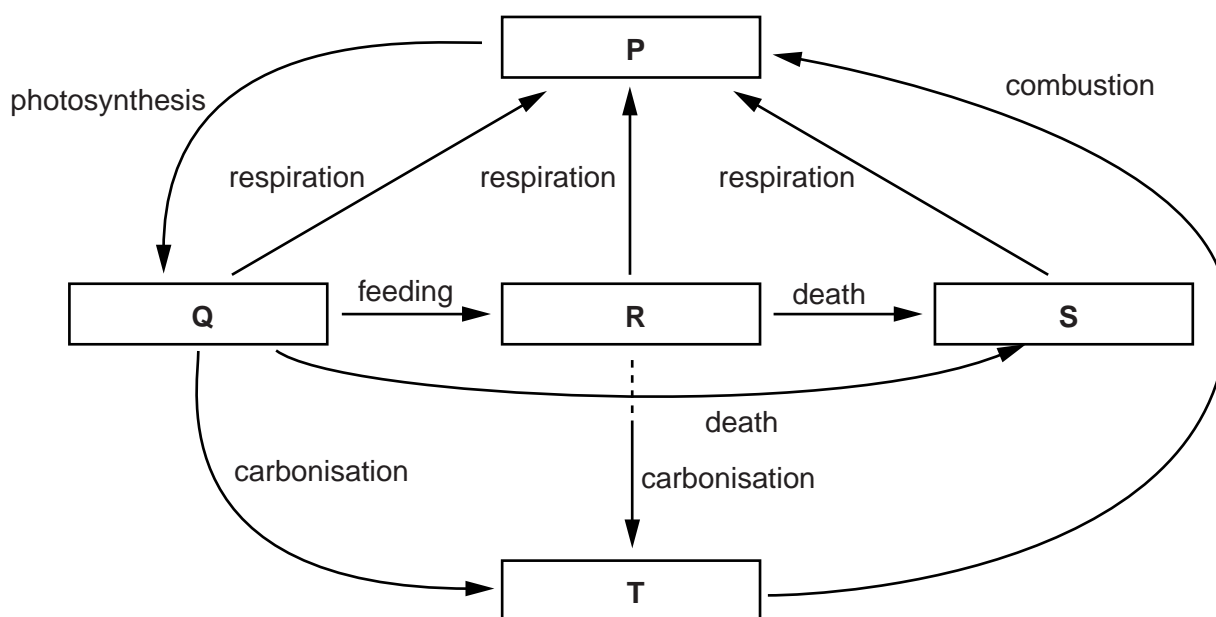 P
combustion
photosynthesis
respiration
respiration
respiration
feeding
death
Q
R
S
death
carbonisation
carbonisation
T